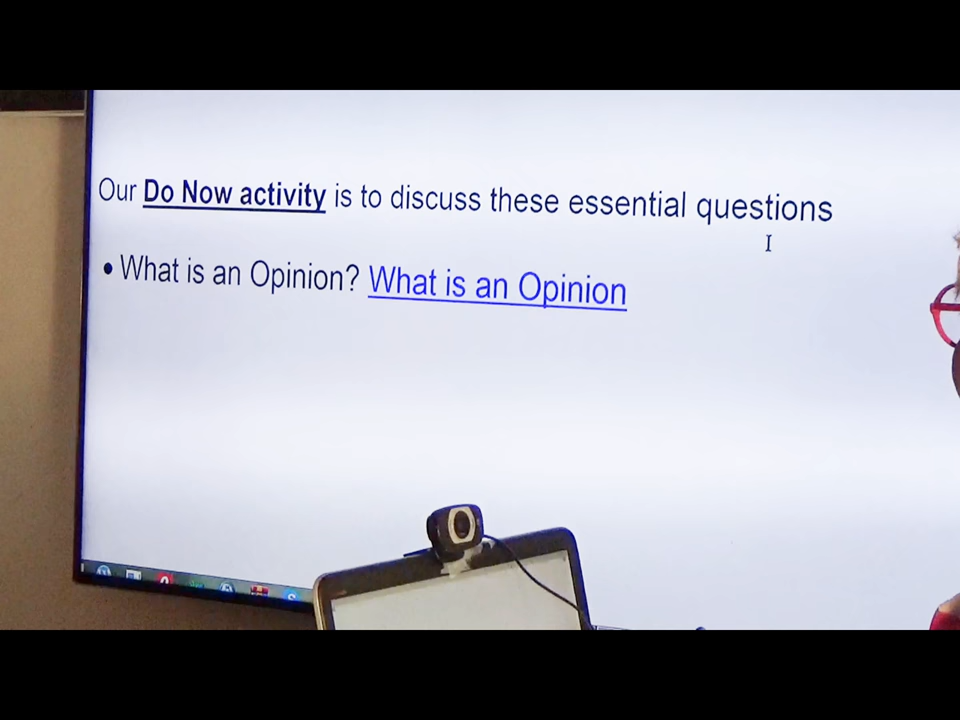 Our Do Now activity is to discuss these essential questions
• What is an Opinion? What is an Opinion